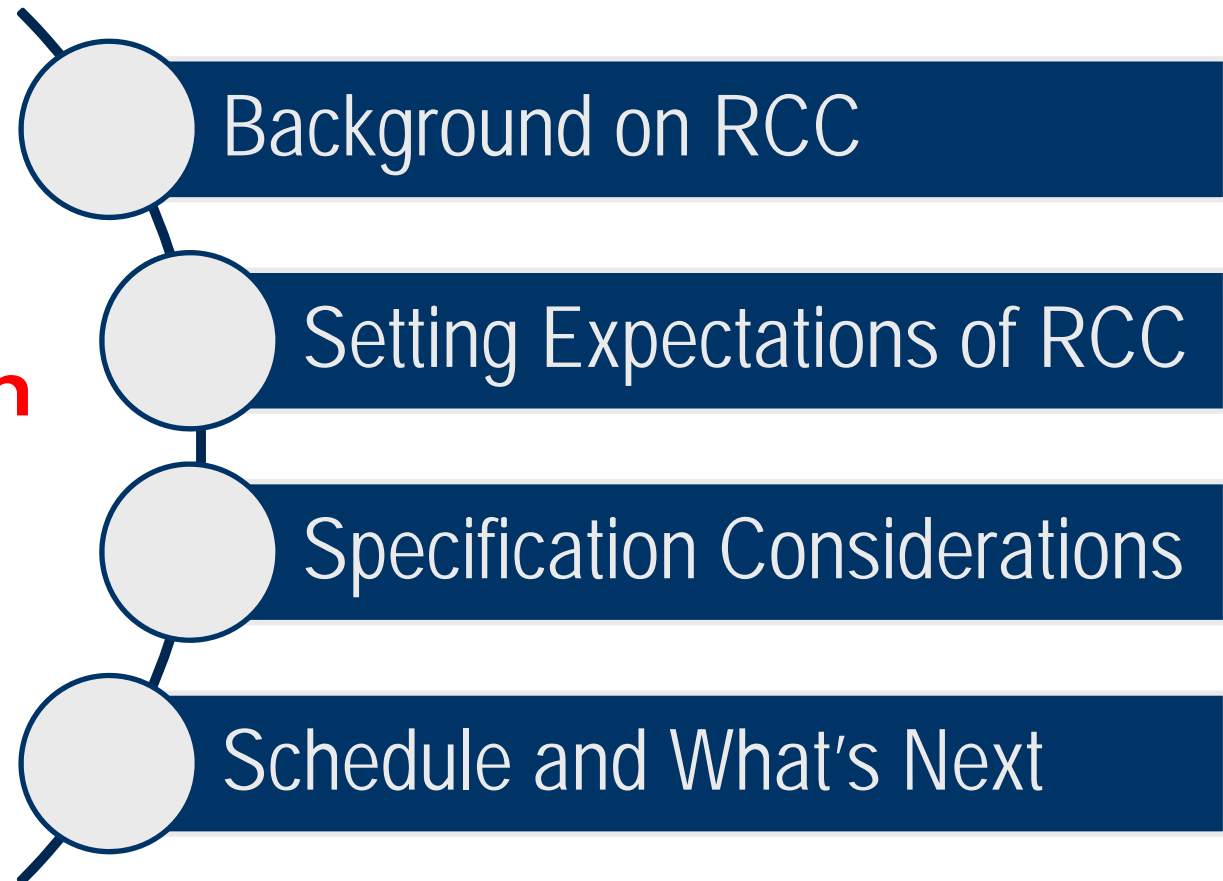 Background on RCC
Setting Expectations of RCC
n
Specification Considerations
Schedule and What's Next